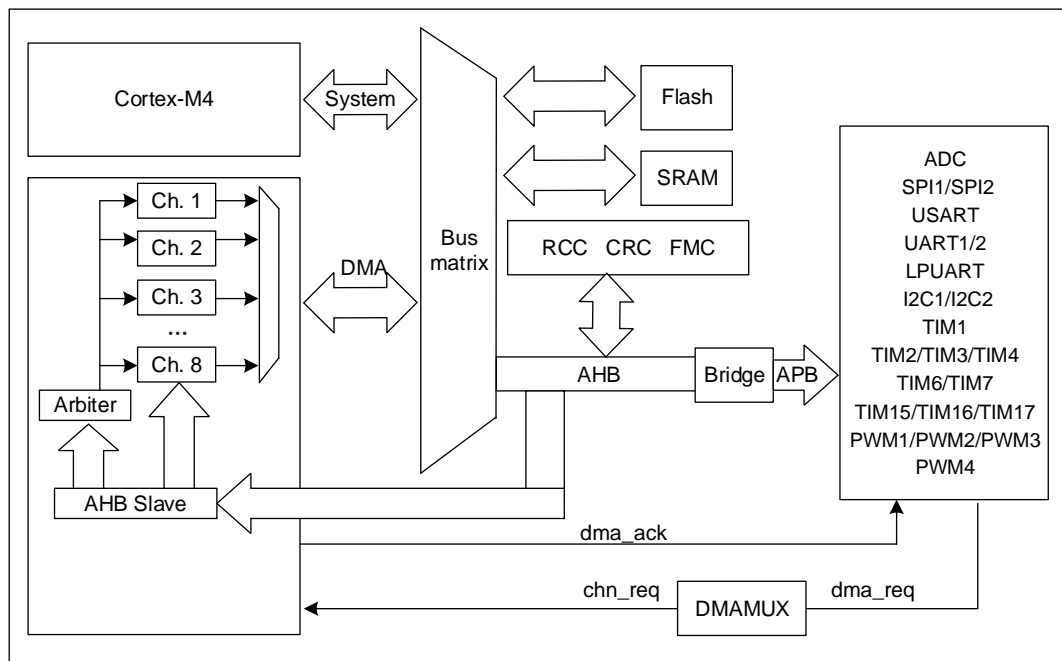 Cortex-M4
System
Flash
SRAM
RCC CRC FMC
Ch. 1
Ch. 2
Ch. 3
...
Ch. 8
Arbiter
AHB Slave
DMA
Bus
matrix
AHB
Bridge
APB
ADC
SPI1/SPI2
USART
UART1/2
LPUART
I2C1/I2C2
TIM1
TIM2/TIM3/TIM4
TIM6/TIM7
TIM15/TIM16/TIM17
PWM1/PWM2/PWM3
PWM4
dma_ack
chn_req
DMAMUX
dma_req